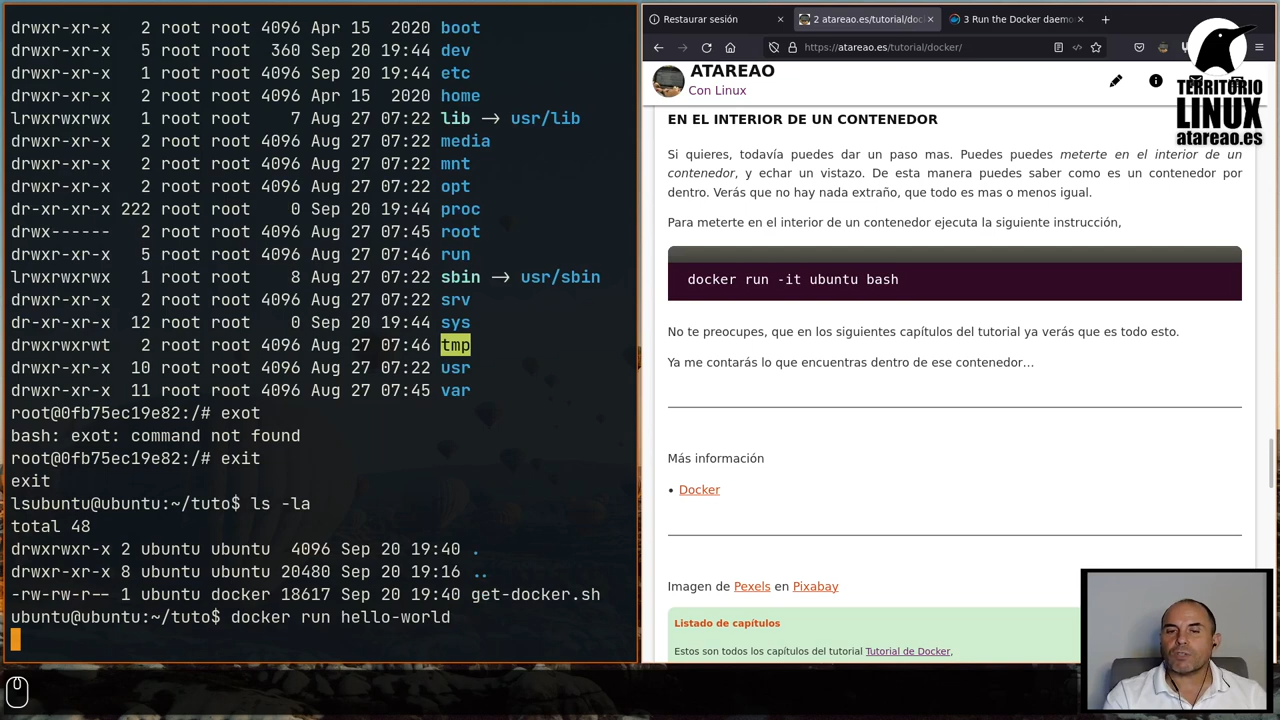 drwxr-xr-x 2 root root 4096 Apr 15 2020 boot
drwxr-xr-x 5 root root 360 Sep 20 19:44 dev
drwxr-xr-x 1 root root 4096 Sep 20 19:44 etc
drwxr-xr-x 2 root root 4096 Apr 15 2020 home
lrwxrwxrwx 1 root root 7 Aug 27 07:22 lib -> usr/lib
drwxr-xr-x 2 root root 4096 Aug 27 07:22 media
drwxr-xr-x 2 root root 4096 Aug 27 07:22 mnt
drwxr-xr-x 2 root root 4096 Aug 27 07:22 opt
dr-xr-xr-x 222 root root 0 Sep 20 19:44 proc
drwx------ 2 root root 4096 Aug 27 07:45 root
drwxr-xr-x 5 root root 4096 Aug 27 07:46 run
lrwxrwxrwx 1 root root 8 Aug 27 07:22 sbin -> usr/sbin
drwxr-xr-x 2 root root 4096 Aug 27 07:22 srv
dr-xr-xr-x 12 root root 0 Sep 20 19:44 sys
drwxrwxrwt 2 root root 4096 Aug 27 07:46 tmp
drwxr-xr-x 10 root root 4096 Aug 27 07:22 usr
drwxr-xr-x 11 root root 4096 Aug 27 07:45 var
root@0fb75ec19e82:/# exot
bash: exot: command not found
root@0fb75ec19e82:/# exit
exit
lsubuntu@ubuntu:~/tuto$ ls -la
total 48
drwxrwxr-x 2 ubuntu ubuntu 4096 Sep 20 19:40 .
drwxr-xr-x 8 ubuntu ubuntu 20480 Sep 20 19:16 ..
-rw-rw-r-- 1 ubuntu docker 18617 Sep 20 19:40 get-docker.sh
ubuntu@ubuntu:~/tuto$ docker run hello-world
Restaurar sesión
2 atareao.es/tutorial/doc
3 Run the Docker daemo
https://atareao.es/tutorial/docker/
ATAREAO
Con Linux
TERRITORIO
LINUX
atareao.es
EN EL INTERIOR DE UN CONTENEDOR
Si quieres, todavía puedes dar un paso mas. Puedes puedes meterte en el interior de un
contenedor, y echar un vistazo. De esta manera puedes saber como es un contenedor por
dentro. Verás que no hay nada extraño, que todo es mas o menos igual.
Para meterte en el interior de un contenedor ejecuta la siguiente instrucción,
docker run -it ubuntu bash
No te preocupes, que en los siguientes capítulos del tutorial ya verás que es todo esto.
Ya me contarás lo que encuentras dentro de ese contenedor…
Más información
• Docker
Imagen de Pexels en Pixabay
Listado de capítulos
Estos son todos los capítulos del tutorial Tutorial de Docker,